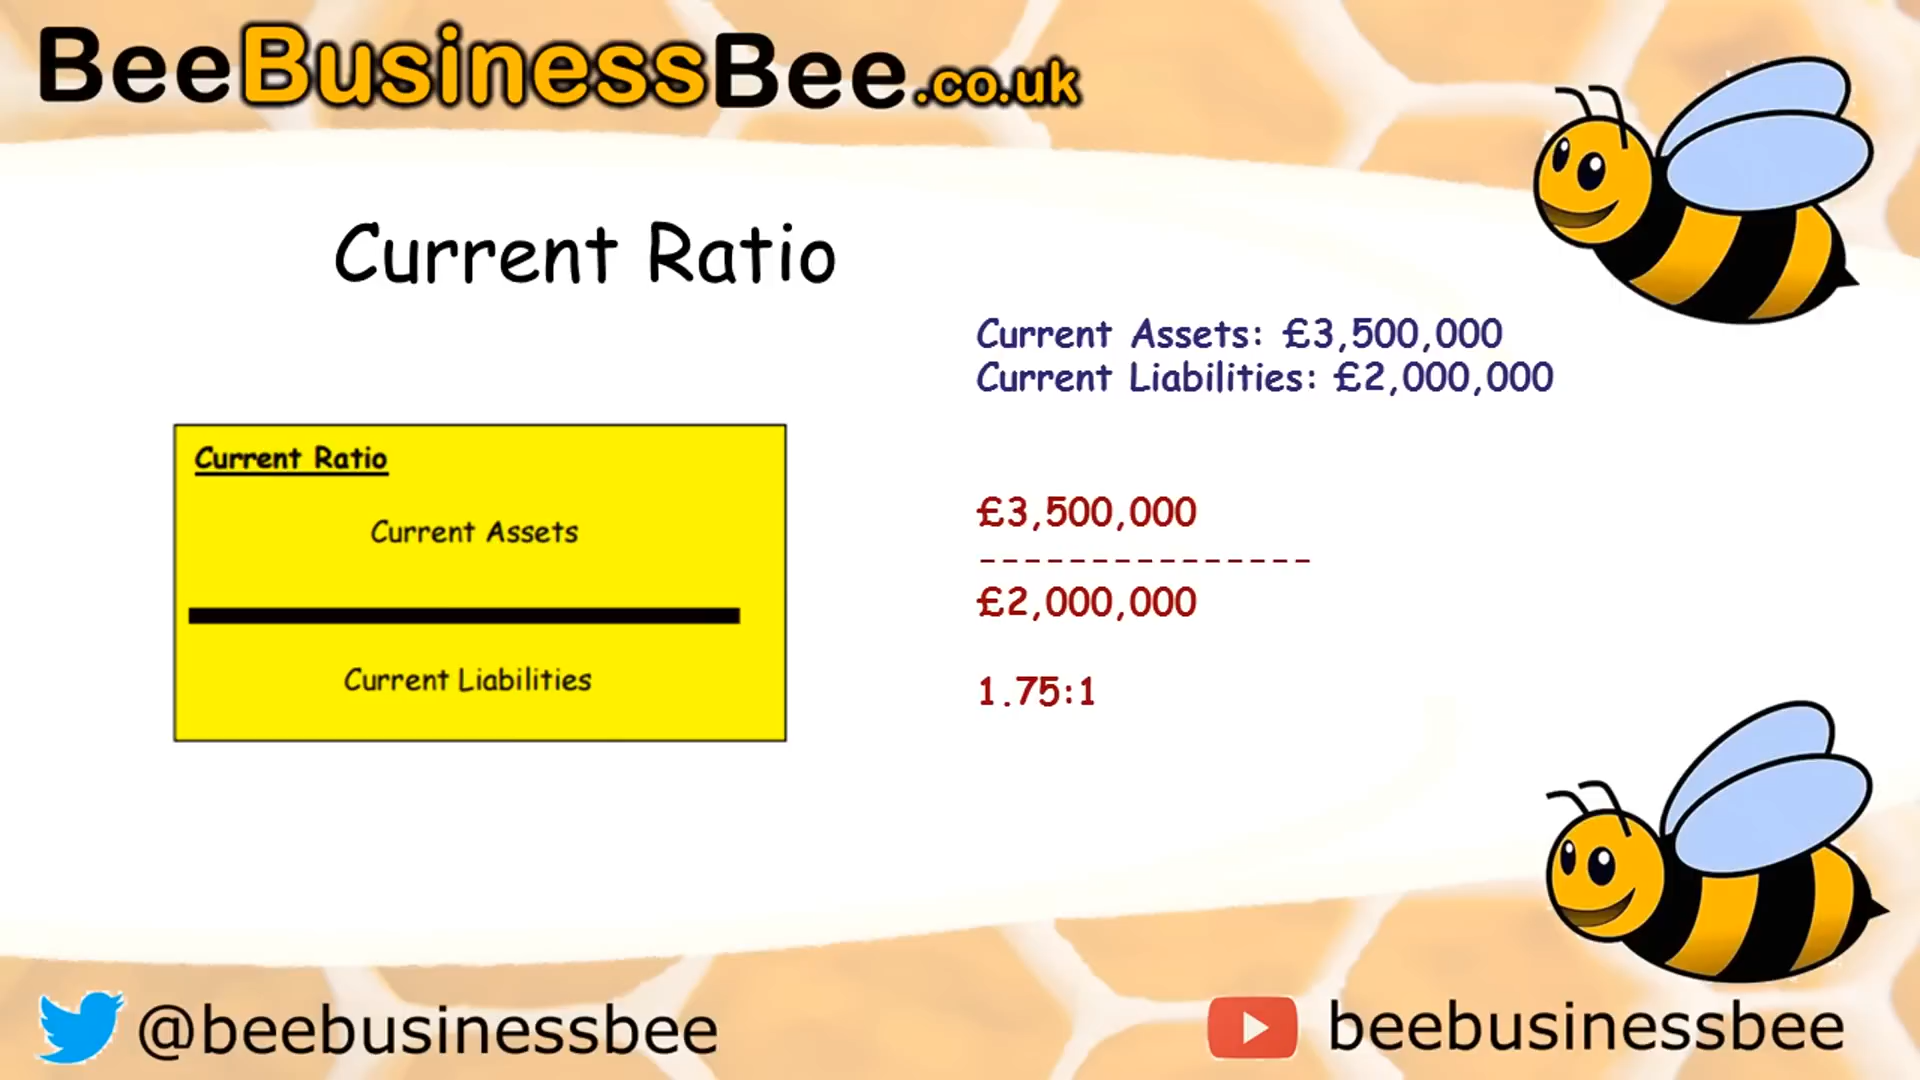 BeeBusinessBee.co.uk
Current Ratio
Current Assets: £3,500,000
Current Liabilities: £2,000,000
Current Ratio
Current Assets
Current Liabilities
£3,500,000
---------------
£2,000,000
1.75:1
@beebusinessbee
beebusinessbee